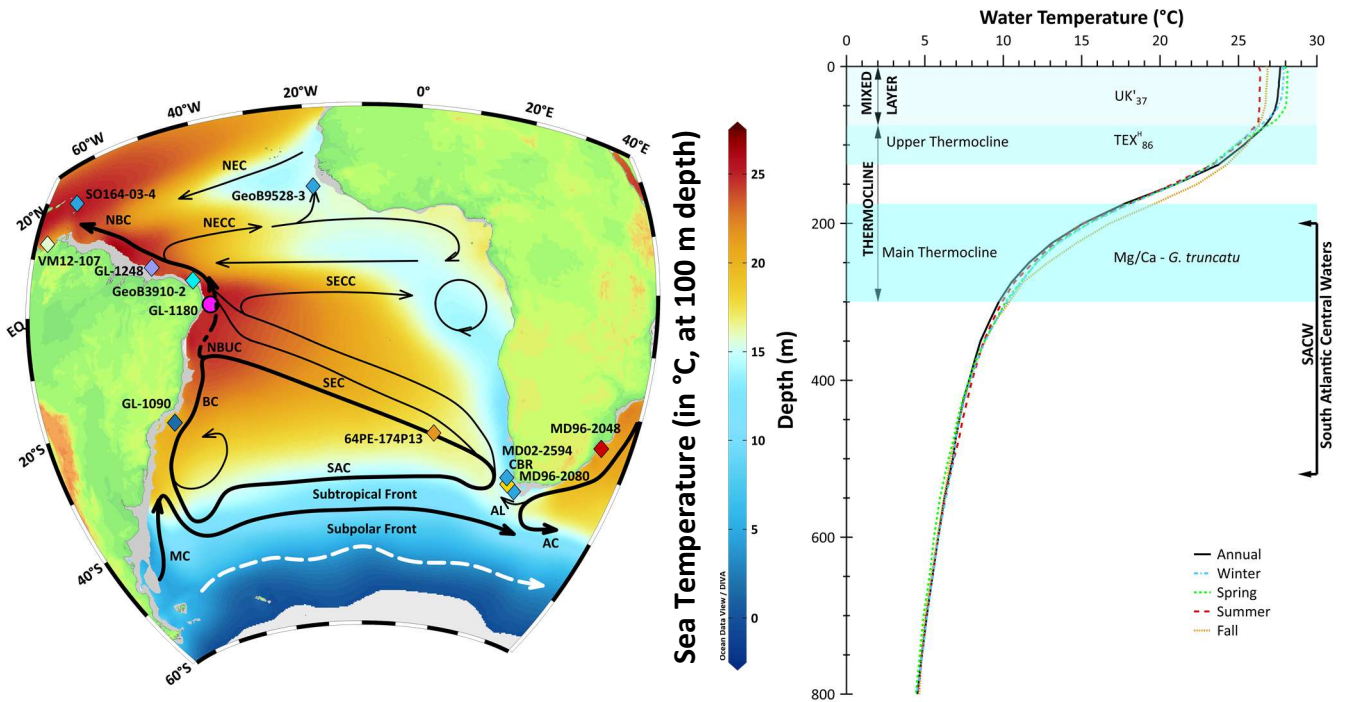 40°W
20°W
0°
20°E
40°E
60°W
20°N
EQ
20°S
40°S
60°S
NEC
SO164-03-4
GeoB9528-3
NBC
NECC
VM12-107
GL-1248
GeoB3910-2
SECC
GL-1180
NBUC
SEC
GL-1090
BC
64PE-174P13
MD96-2048
MD02-2594
CBR
SAC
MD96-2080
Subtropical Front
AL
Subpolar Front
AC
MC
Sea Temperature (in °C, at 100 m depth)
25
20
15
10
5
0
Ocean Data View / DIVA
Water Temperature (°C)
0 5 10 15 20 25 30
Depth (m)
0
200
400
600
800
MIXED
LAYER
UK'37
Upper Thermocline
TEXH86
THERMOCLINE
Main Thermocline
Mg/Ca - G. truncatu
SACW
South Atlantic Central Waters
Annual
Winter
Spring
Summer
Fall